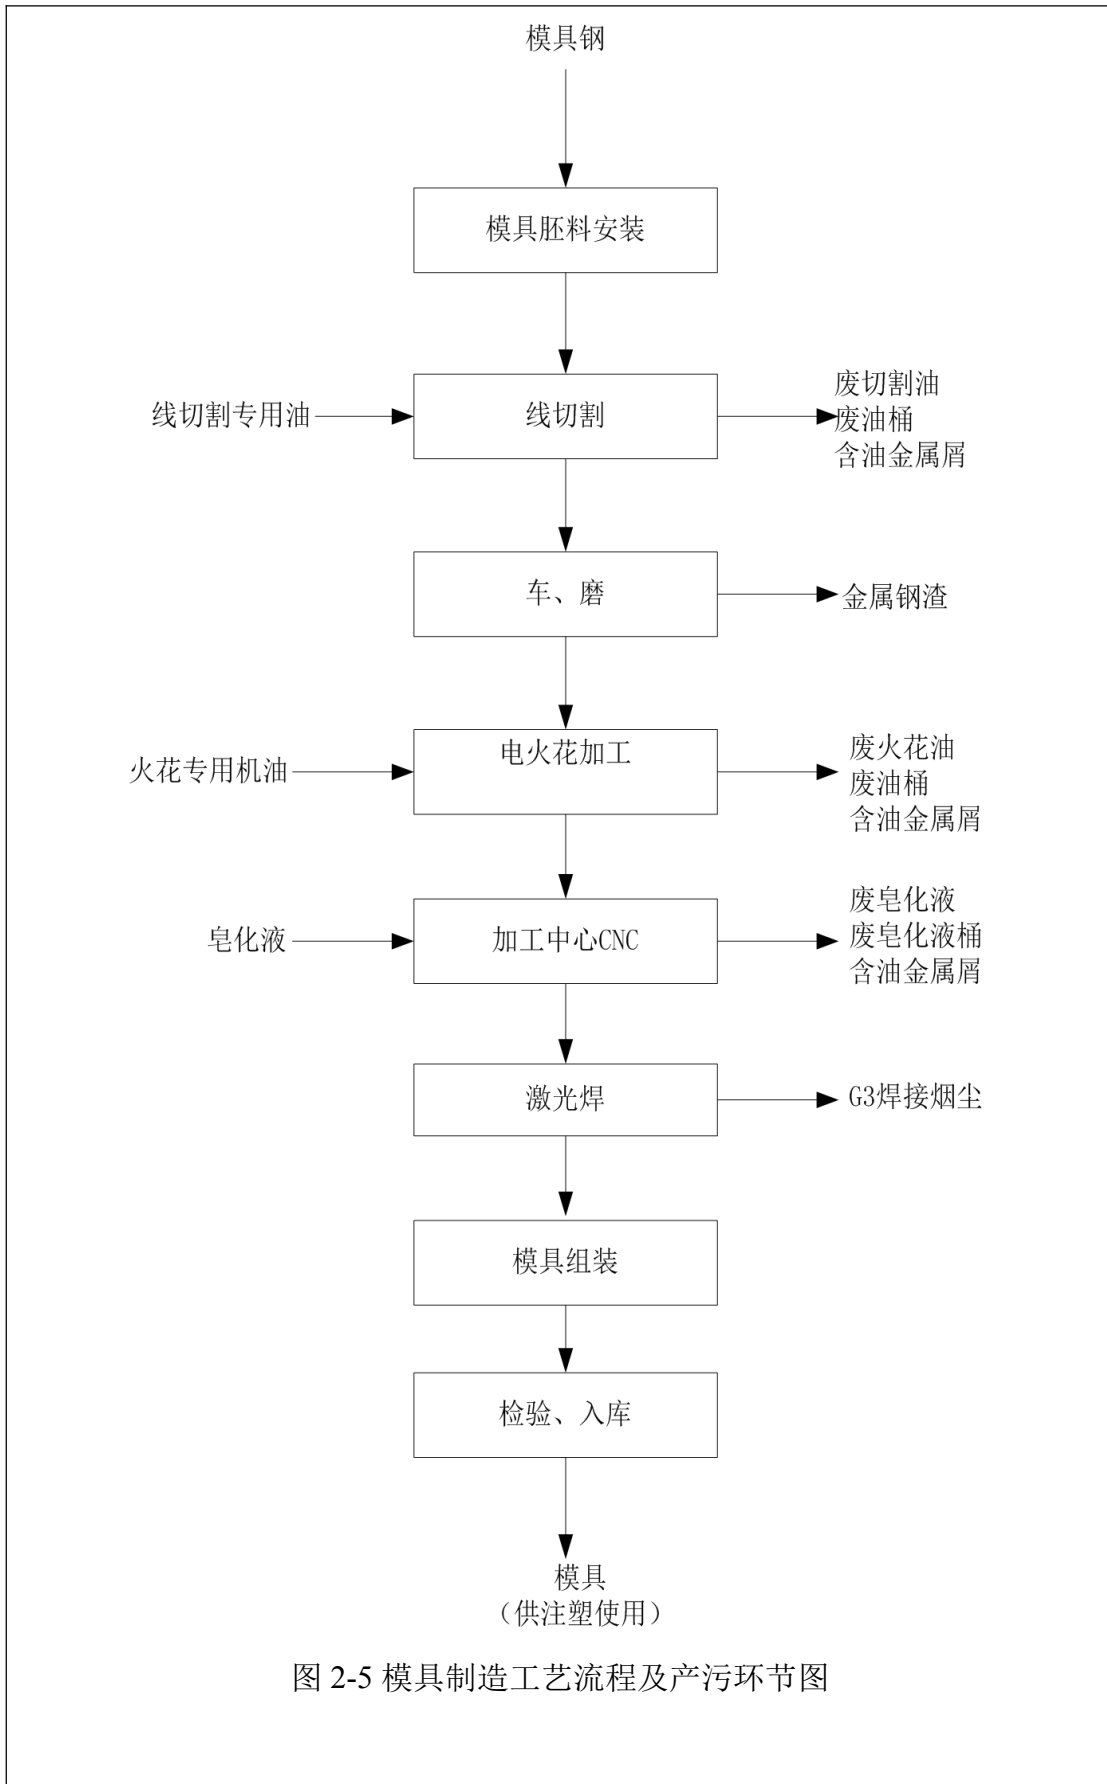 模具钢
模具胚料安装
线切割专用油
线切割
废切割油
废油桶
含油金属屑
车、磨
金属钢渣
火花专用机油
电火花加工
废火花油
废油桶
含油金属屑
皂化液
加工中心CNC
废皂化液
废皂化液桶
含油金属屑
激光焊
G3焊接烟尘
模具组装
检验、入库
模具
（供注塑使用）
图 2-5 模具制造工艺流程及产污环节图